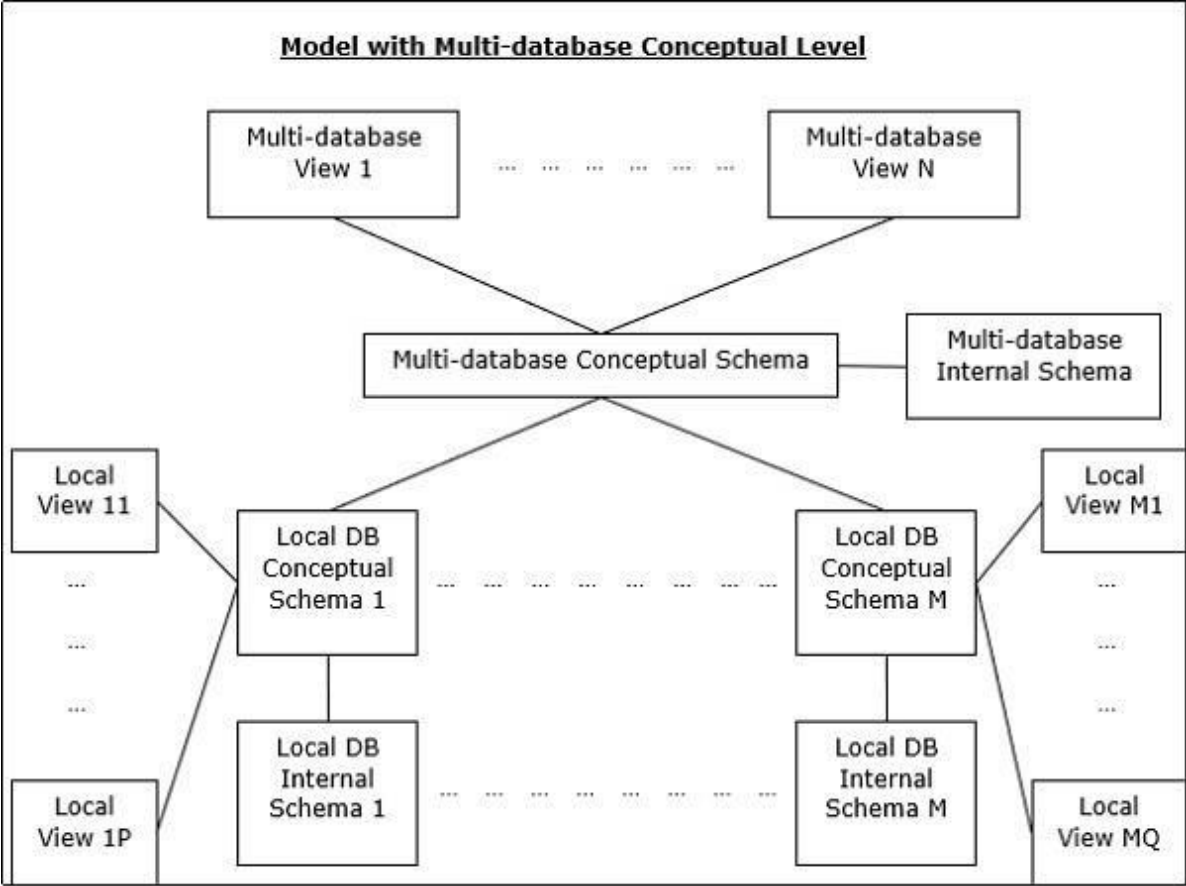 Model with Multi-database Conceptual Level
Multi-database
View 1
... ... ... ... ... ...
Multi-database
View N
Multi-database Conceptual Schema
Multi-database
Internal Schema
Local
View 11
...
...
...
Local
View 1P
Local DB
Conceptual
Schema 1
... ... ... ... ... ... ... ...
Local DB
Conceptual
Schema M
Local
View M1
...
...
...
Local
View MQ
Local DB
Internal
Schema 1
... ... ... ... ... ... ... ...
Local DB
Internal
Schema M